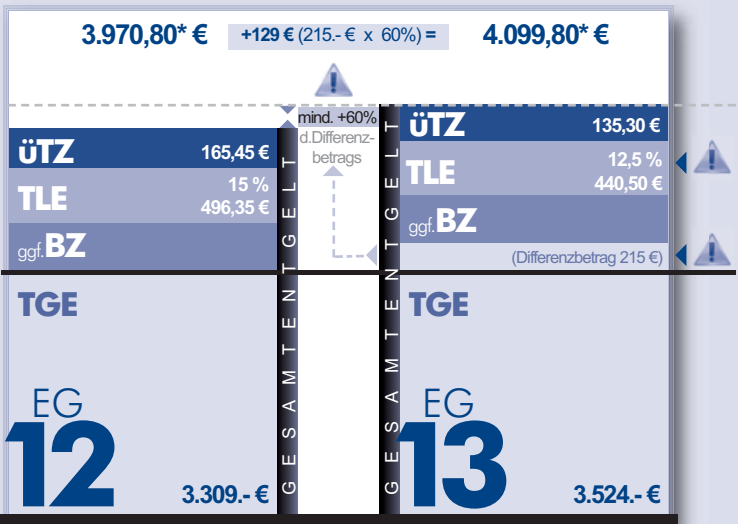 3.970,80* €
+129 € (215.- € x 60%) =
4.099,80* €
mind. +60%
d.Differenz-
betrags
üTZ
165,45 €
TLE
15 %
496,35 €
ggf.BZ
TGE
EG
12
3.309.- €
GESAMTENTGELT
üTZ
135,30 €
TLE
12,5 %
440,50 €
ggf.BZ
(Differenzbetrag 215 €)
TGE
EG
13
3.524.- €
GESAMTENTGELT